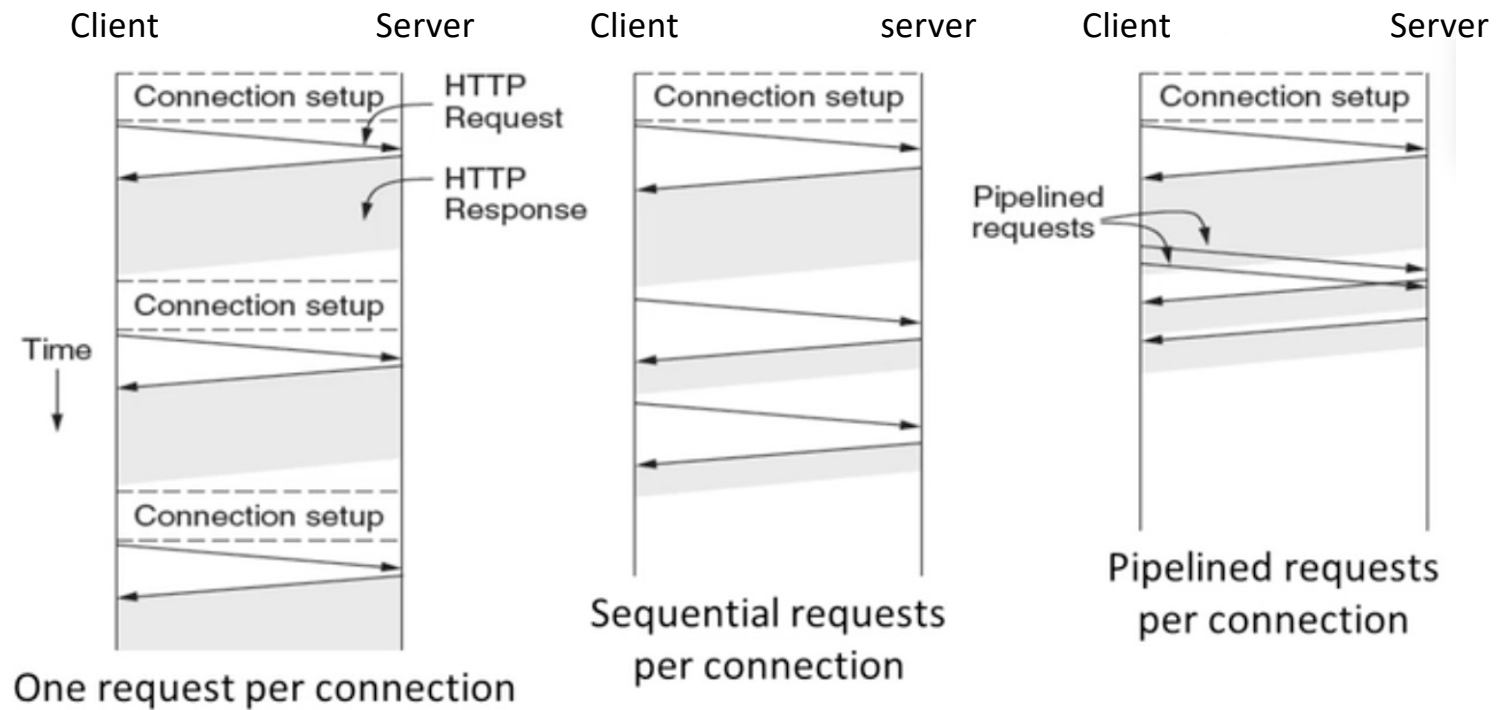 Client
Server
Client
server
Client
Server
Connection setup
HTTP
Request
HTTP
Response
Connection setup
Time
Connection setup
One request per connection
Connection setup
Sequential requests
per connection
Connection setup
Pipelined
requests
Pipelined requests
per connection